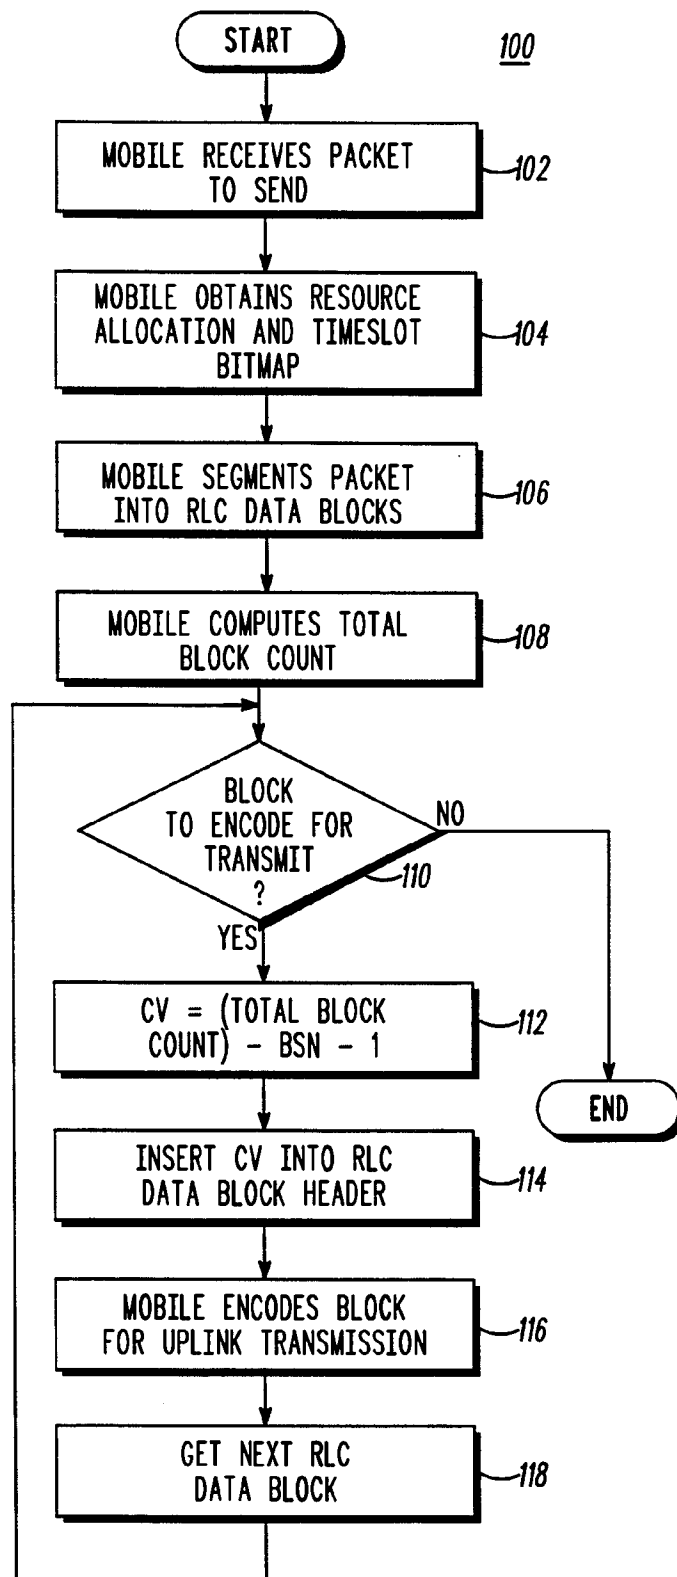 START
100
MOBILE RECEIVES PACKET
TO SEND
102
MOBILE OBTAINS RESOURCE
ALLOCATION AND TIMESLOT
BITMAP
104
MOBILE SEGMENTS PACKET
INTO RLC DATA BLOCKS
106
MOBILE COMPUTES TOTAL
BLOCK COUNT
108
BLOCK
TO ENCODE FOR
TRANSMIT
?
NO
110
YES
CV = (TOTAL BLOCK
COUNT) - BSN - 1
112
END
INSERT CV INTO RLC
DATA BLOCK HEADER
114
MOBILE ENCODES BLOCK
FOR UPLINK TRANSMISSION
116
GET NEXT RLC
DATA BLOCK
118